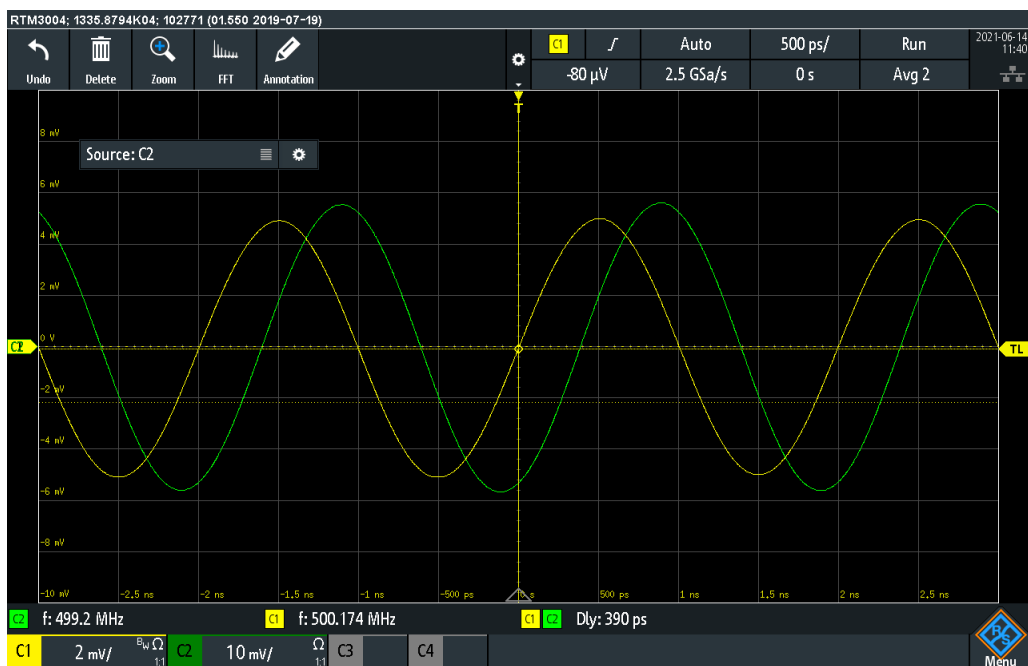 RTM3004; 1335.8794K04; 102771 (01.550 2019-07-19)
Undo Delete Zoom FFT Annotation
C1 Auto 500 ps/ Run
-80 µV 2.5 GSa/s 0 s Avg 2
2021-06-14
11:40
T
8 mV
Source: C2
6 mV
4 mV
2 mV
0 V
C2 TL
-2 mV
-4 mV
-6 mV
-8 mV
-10 mV -2.5 ns -2 ns -1.5 ns -1 ns -500 ps 0 s 500 ps 1 ns 1.5 ns 2 ns 2.5 ns
C2 f: 499.2 MHz C1 f: 500.174 MHz C1 C2 Dly: 390 ps
C1 2 mV/ BW Ω 1:1 C2 10 mV/ Ω 1:1 C3 C4
R&S
Menu